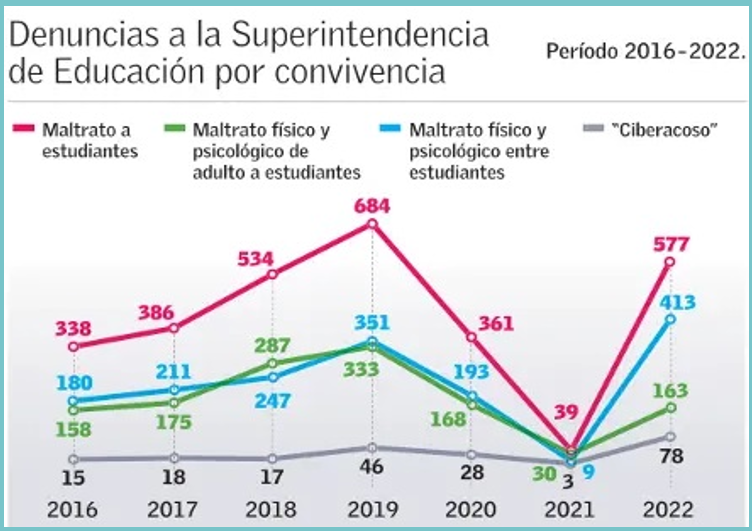 Denuncias a la Superintendencia
de Educación por convivencia
Período 2016-2022.
Maltrato a
estudiantes
Maltrato físico y
psicológico de
adulto a estudiantes
Maltrato físico y
psicológico entre
estudiantes
"Ciberacoso"
684
577
534
386
338
361
413
351
333
287
247
211
180
158
175
193
168
163
39
30
9
3
15
18
17
46
28
78
2016
2017
2018
2019
2020
2021
2022